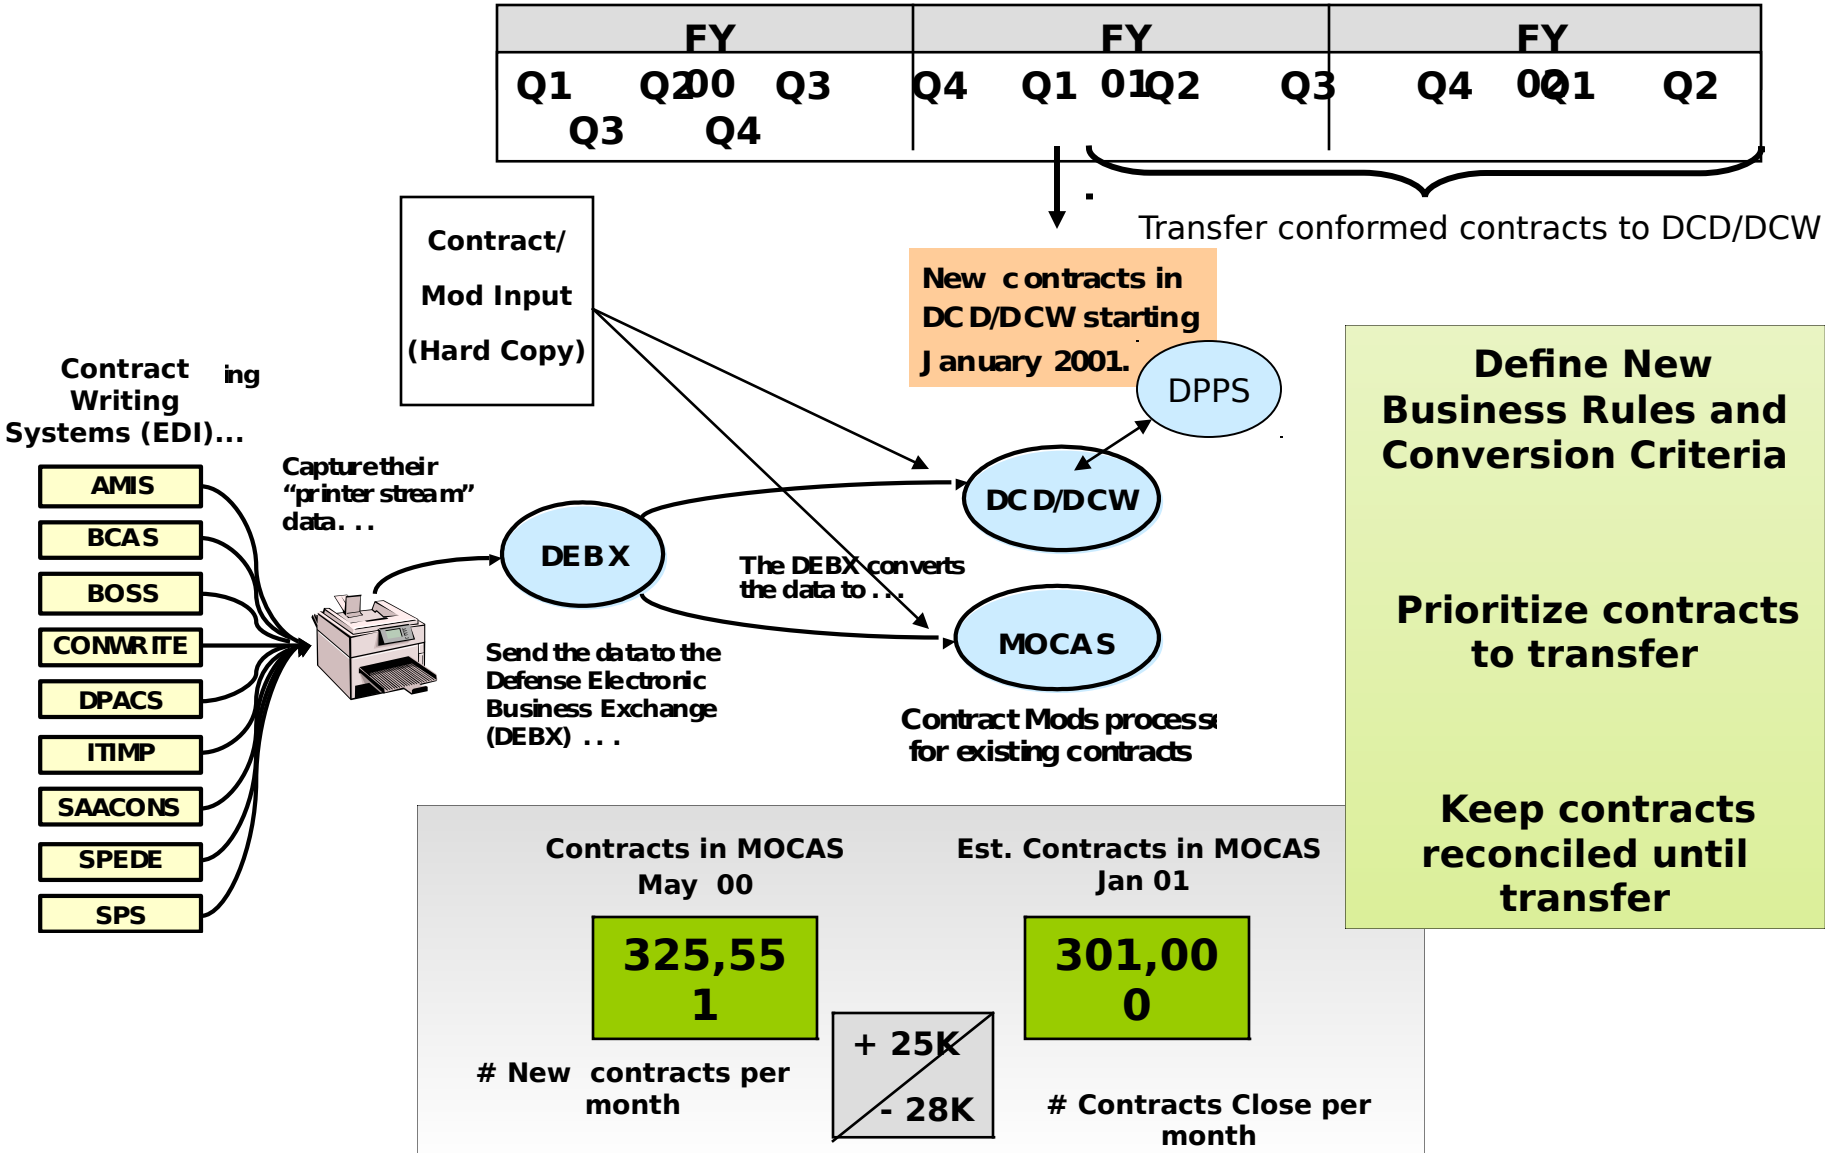 FY 00
FY 01
FY 02
Q1 Q2 Q3 Q4 Q1 Q2 Q3 Q4 Q1 Q2
Q3 Q4
.
Transfer conformed contracts to DCD/DCW
Contract/
Mod Input
(Hard Copy)
New contracts in
DCD/DCW starting
January 2001.
DPPS
Define New
Business Rules and
Conversion Criteria
Prioritize contracts
to transfer
Keep contracts
reconciled until
transfer
Contract ing
Writing
Systems (EDI)...
AMIS
BCAS
BOSS
CONWRITE
DPACS
ITIMP
SAACONS
SPEDE
SPS
Capture their
“printer stream”
data. . .
DEBX
Send the data to the
Defense Electronic
Business Exchange
(DEBX) . . .
The DEBX converts
the data to . . .
DCD/DCW
MOCAS
Contract Mods processe
for existing contracts
Contracts in MOCAS
May 00
325,55
1
Est. Contracts in MOCAS
Jan 01
301,00
0
+ 25K
- 28K
# New contracts per
month
# Contracts Close per
month